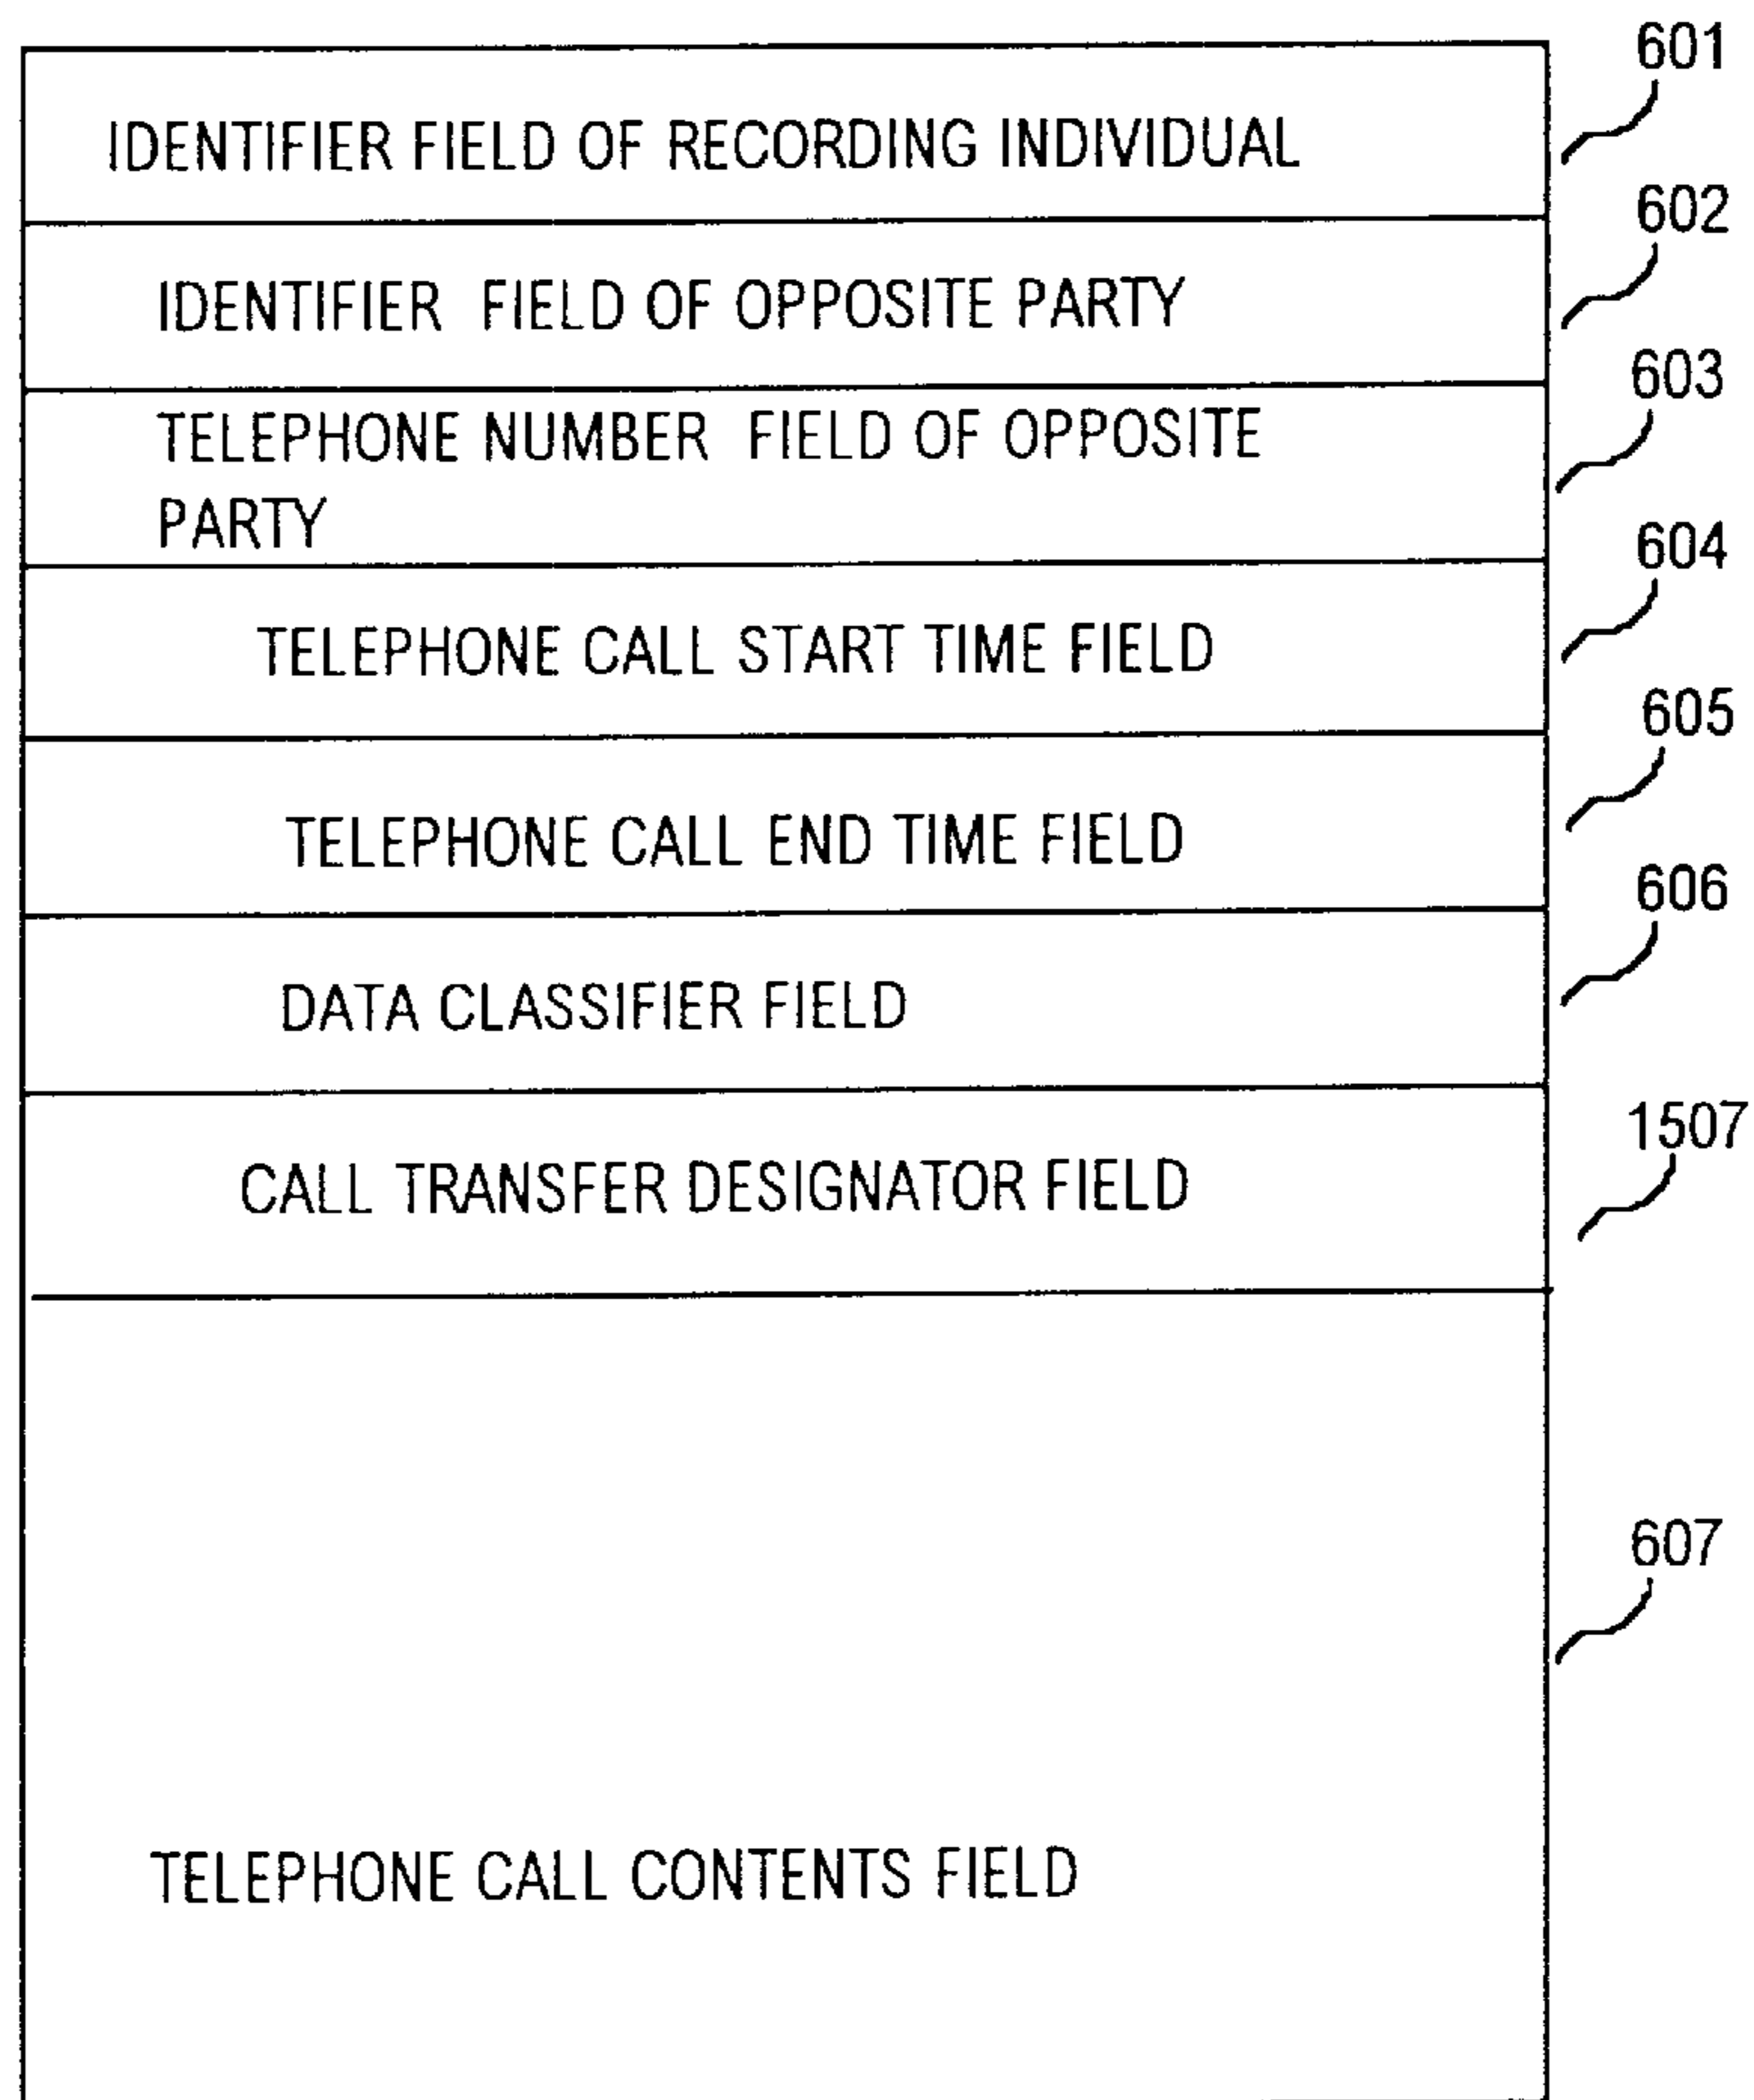 601
IDENTIFIER FIELD OF RECORDING INDIVIDUAL
602
IDENTIFIER FIELD OF OPPOSITE PARTY
603
TELEPHONE NUMBER FIELD OF OPPOSITE
PARTY
604
TELEPHONE CALL START TIME FIELD
605
TELEPHONE CALL END TIME FIELD
606
DATA CLASSIFIER FIELD
1507
CALL TRANSFER DESIGNATOR FIELD
607
TELEPHONE CALL CONTENTS FIELD